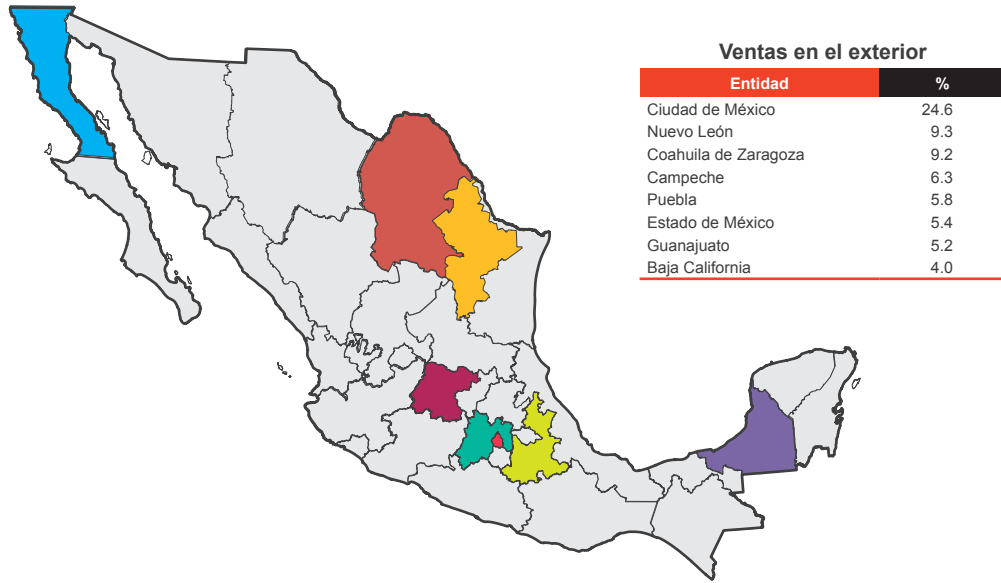 Ventas en el exterior
Entidad %
Ciudad de México 24.6
Nuevo León 9.3
Coahuila de Zaragoza 9.2
Campeche 6.3
Puebla 5.8
Estado de México 5.4
Guanajuato 5.2
Baja California 4.0